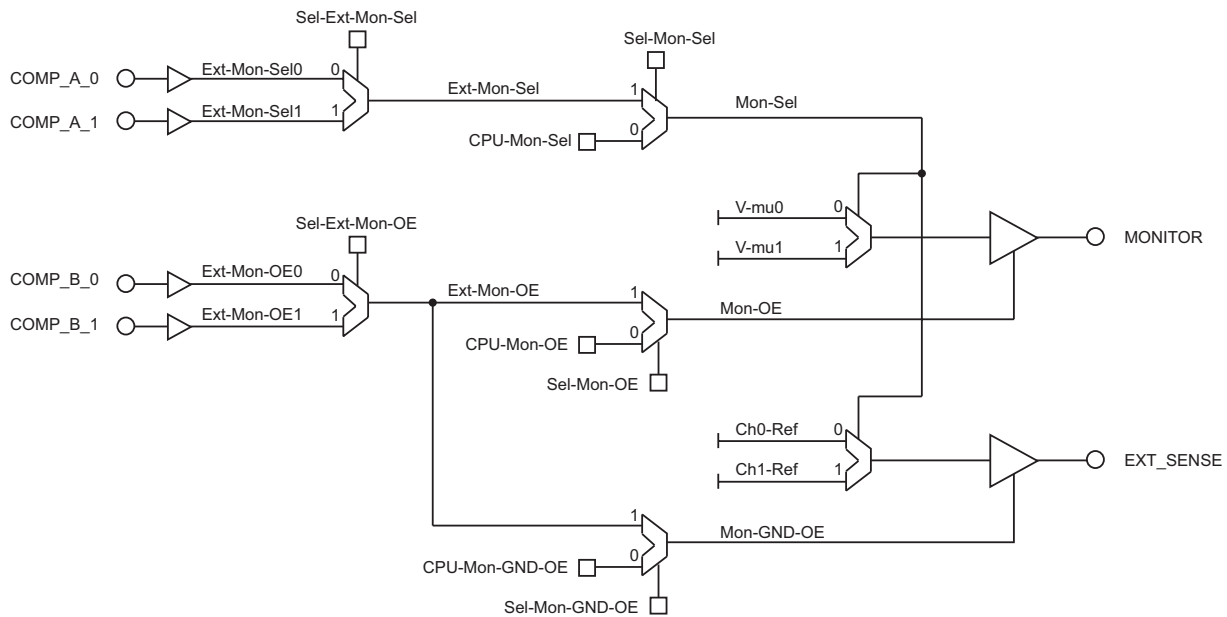 Sel-Ext-Mon-Sel
Sel-Mon-Sel
COMP_A_0
Ext-Mon-Sel0
0
Ext-Mon-Sel
1
Mon-Sel
COMP_A_1
Ext-Mon-Sel1
1
CPU-Mon-Sel
0
V-mu0
0
V-mu1
1
MONITOR
Sel-Ext-Mon-OE
COMP_B_0
Ext-Mon-OE0
0
Ext-Mon-OE
1
Mon-OE
COMP_B_1
Ext-Mon-OE1
1
CPU-Mon-OE
0
Sel-Mon-OE
Ch0-Ref
0
Ch1-Ref
1
EXT_SENSE
1
Mon-GND-OE
CPU-Mon-GND-OE
0
Sel-Mon-GND-OE